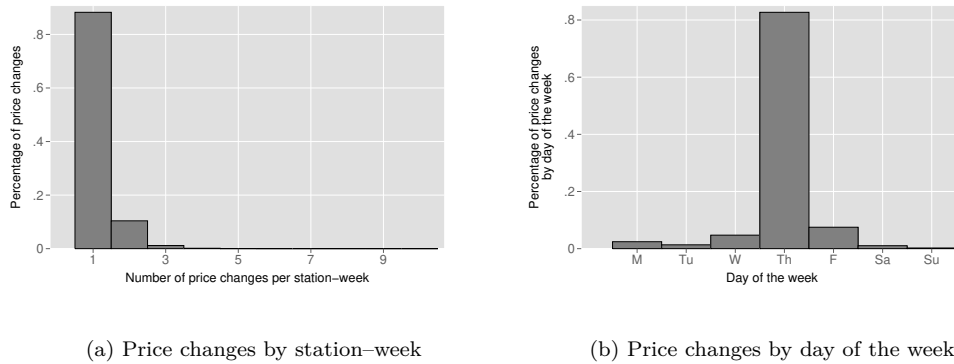 .8
.6
.4
.2
0
Percentage of price changes
1 3 5 7 9
Number of price changes per station–week
(a) Price changes by station–week
.8
.6
.4
.2
0
Percentage of price changes
by day of the week
M Tu W Th F Sa Su
Day of the week
(b) Price changes by day of the week